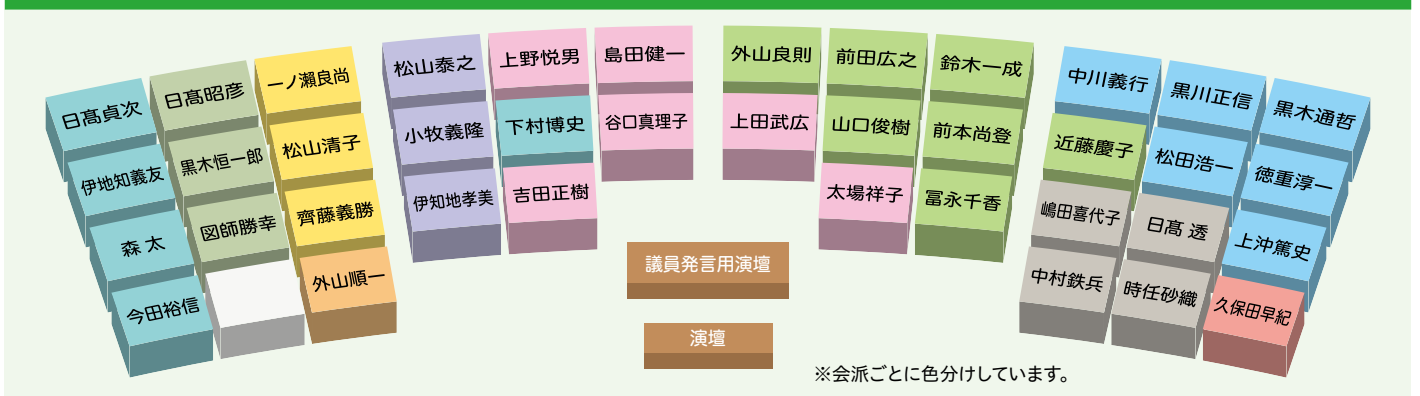 日髙貞次
日髙昭彦
一ノ瀨良尚
伊地知義友
黒木恒一郎
松山清子
森 太
図師勝幸
齊藤義勝
今田裕信
外山順一
松山泰之
上野悦男
島田健一
小牧義隆
下村博史
谷口真理子
伊知地孝美
吉田正樹
外山良則
前田広之
鈴木一成
上田武広
山口俊樹
前本尚登
太場祥子
冨永千香
中川義行
黒川正信
黒木通哲
近藤慶子
松田浩一
徳重淳一
嶋田喜代子
日髙 透
上沖篤史
中村鉄兵
時任砂織
久保田早紀
議員発言用演壇
演壇
※会派ごとに色分けしています。